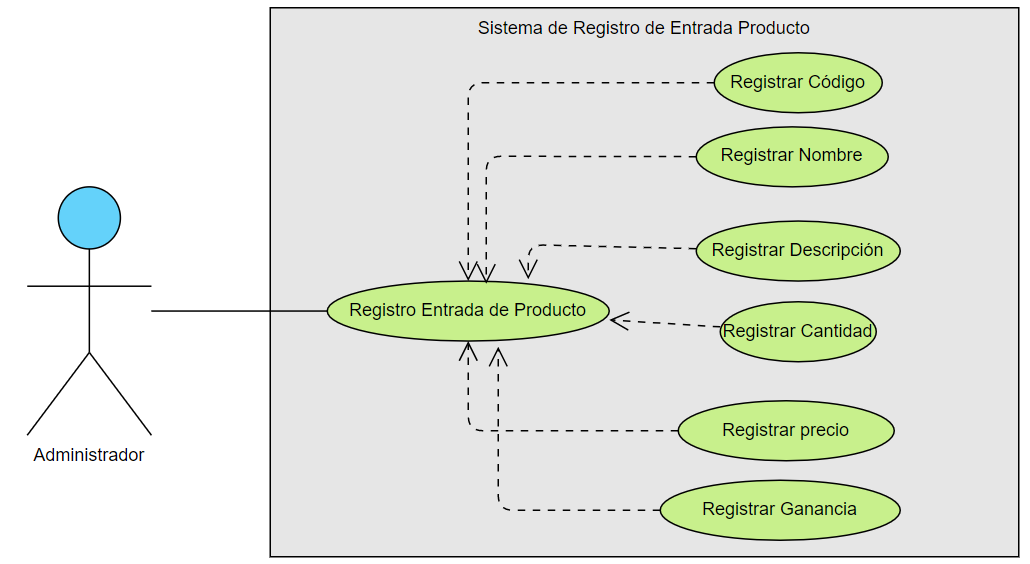 Sistema de Registro de Entrada Producto
Registrar Código
Registrar Nombre
Registrar Descripción
Registro Entrada de Producto
Registrar Cantidad
Registrar precio
Administrador
Registrar Ganancia